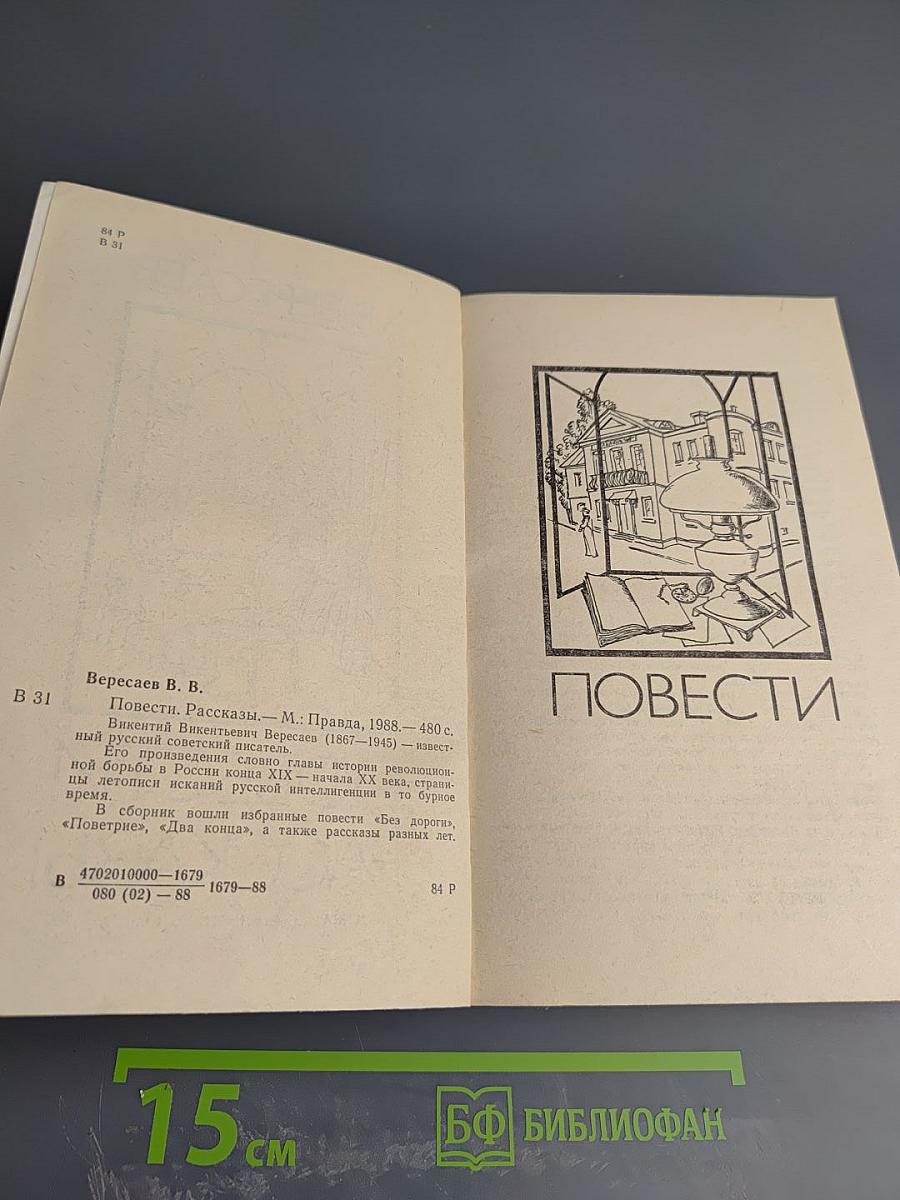 84 Р
В 31
Вересаев В. В.
В 31
Повести. Рассказы.— М.: Правда, 1988.— 480 с.
Викентий Викентьевич Вересаев (1867—1945) — извест-
ный русский советский писатель.
Его произведения словно главы истории революцион-
ной борьбы в России конца XIX — начала XX века, страни-
цы летописи исканий русской интеллигенции в то бурное
время.
В сборник вошли избранные повести «Без дороги»,
«Поветрие», «Два конца», а также рассказы разных лет.
В 4702010000—1679
080 (02) — 88
1679—88
84 Р
ПОВЕСТИ
15 см
БФ БИБЛИОФАН